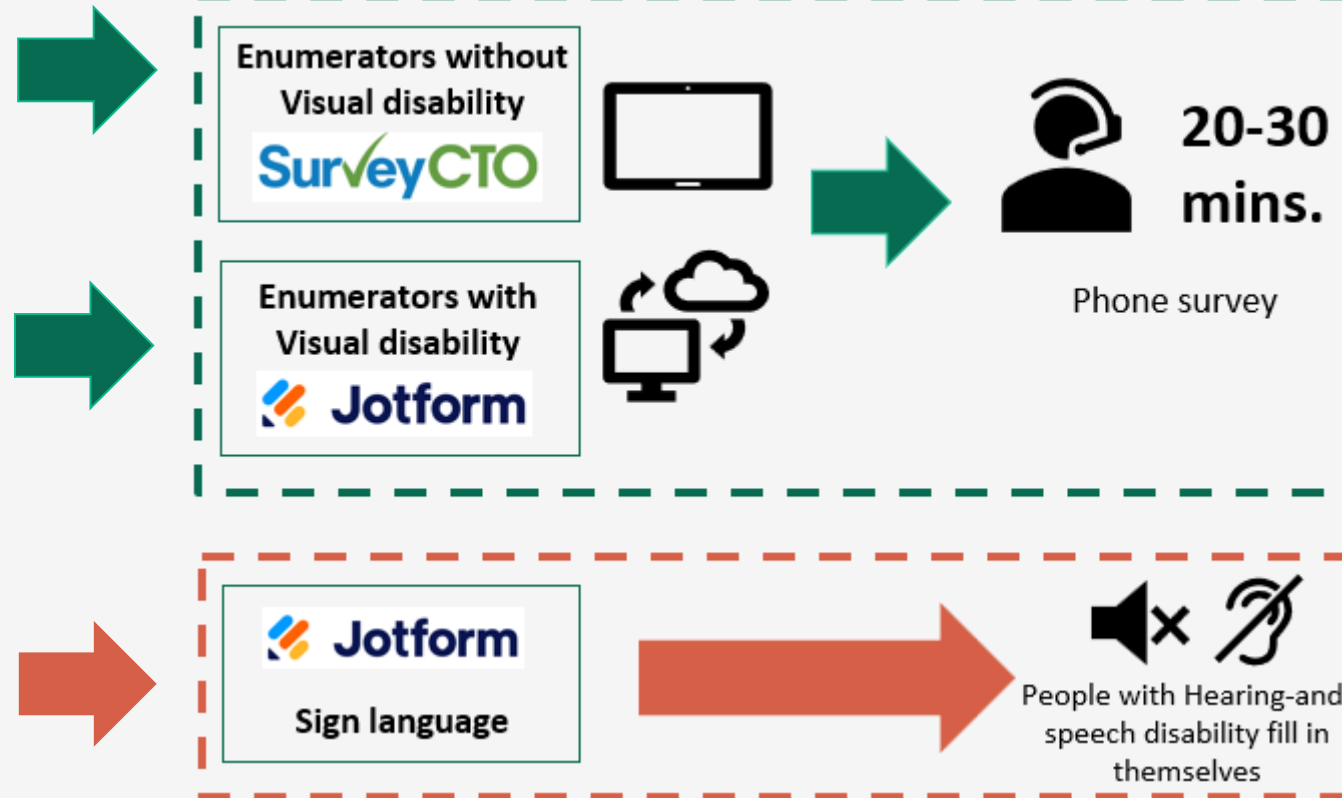 Enumerators without
Visual disability
SurveyCTO
20-30
mins.
Phone survey
Enumerators with
Visual disability
Jotform
Jotform
Sign language
People with Hearing-and
speech disability fill in
themselves